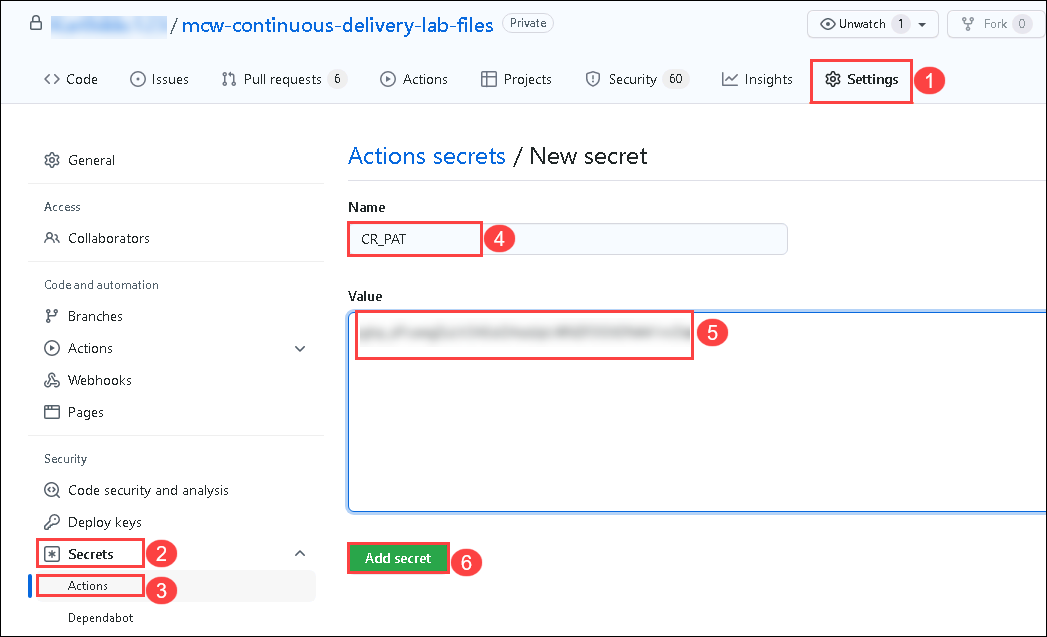 / mcw-continuous-delivery-lab-files Private
Unwatch 1 Fork 0
Code Issues Pull requests 6 Actions Projects Security 60 Insights Settings 1
General
Access
Collaborators
Code and automation
Branches
Actions
Webhooks
Pages
Security
Code security and analysis
Deploy keys
Secrets 2
Actions 3
Dependabot
Actions secrets / New secret
Name
CR_PAT 4
Value
5
Add secret 6